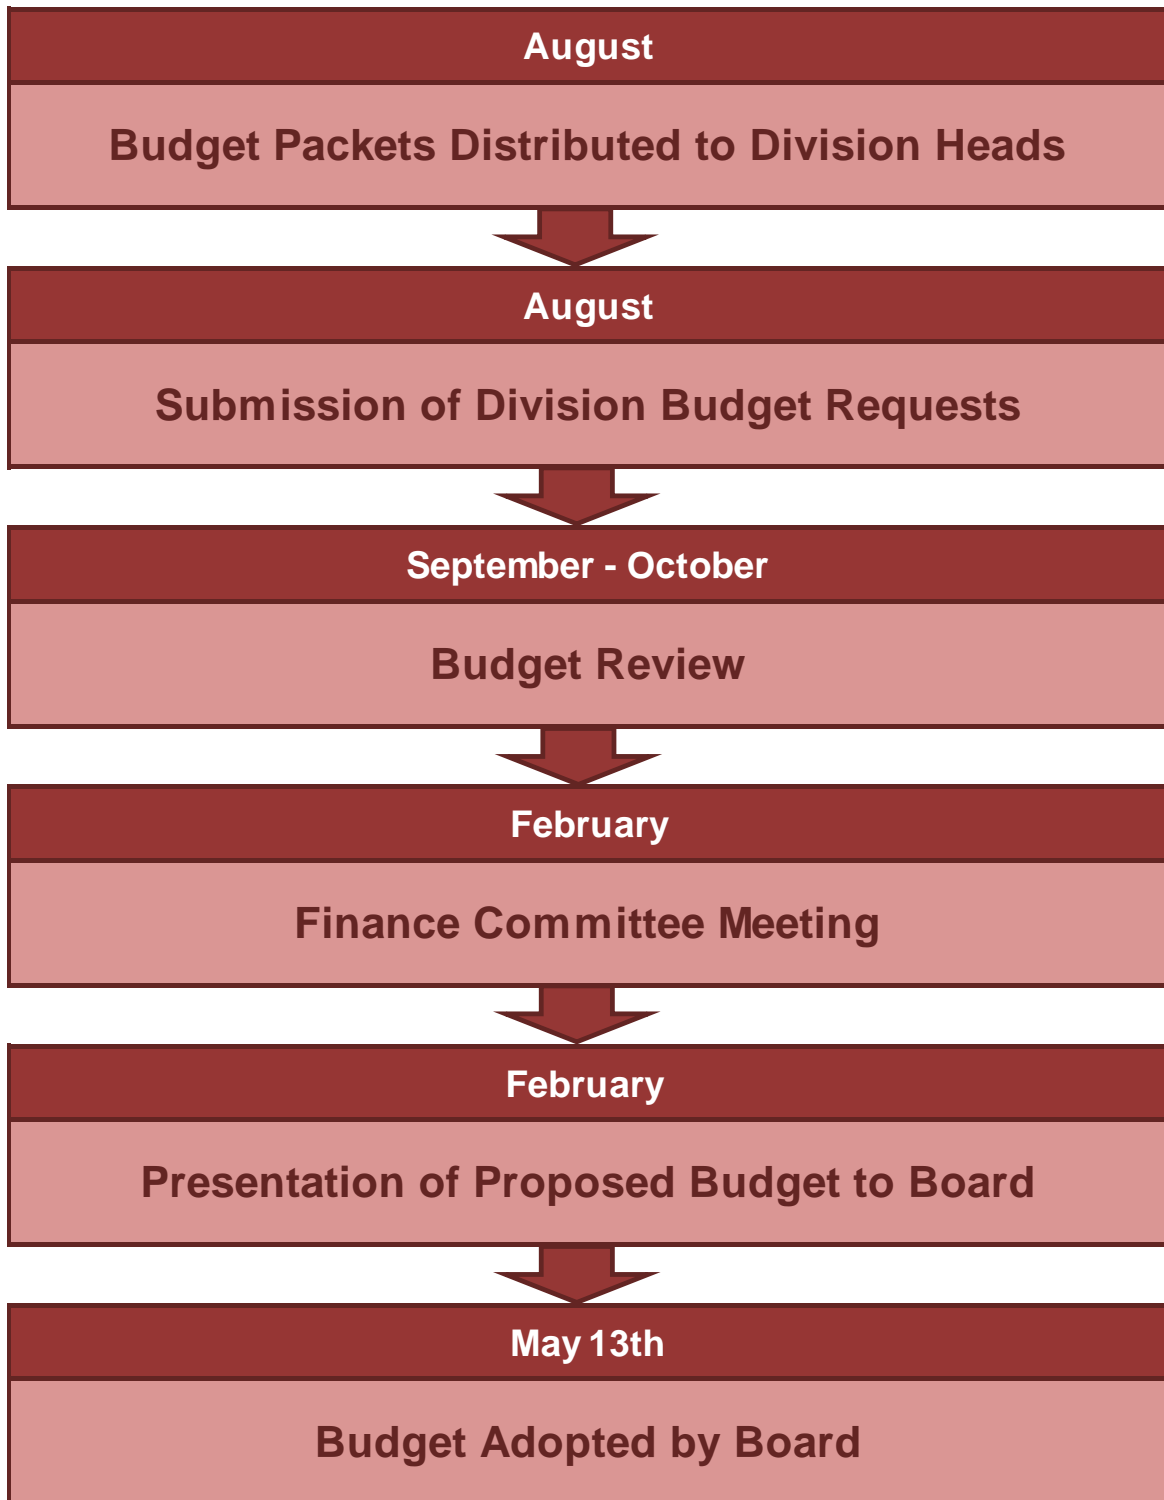 August
Budget Packets Distributed to Division Heads
August
Submission of Division Budget Requests
September - October
Budget Review
February
Finance Committee Meeting
February
Presentation of Proposed Budget to Board
May 13th
Budget Adopted by Board